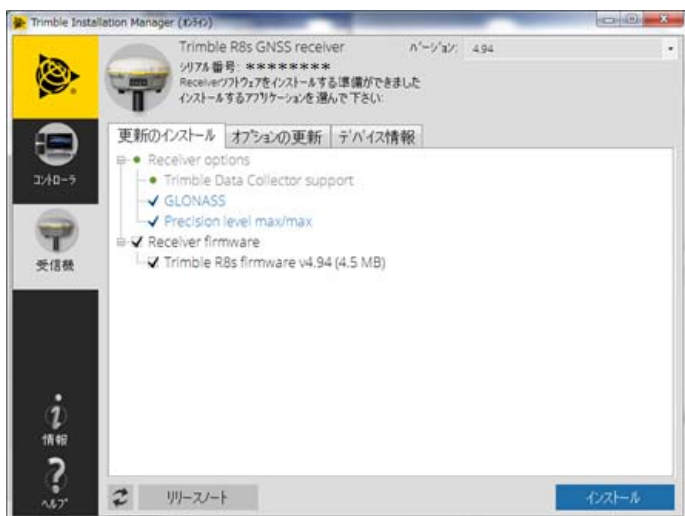 Trimble Installation Manager (ｵﾝﾗｲﾝ)
Trimble R8s GNSS receiver
ﾊﾞｰｼﾞｮﾝ: 4.94
ｼﾘｱﾙ番号: ********
Receiverｿﾌﾄｳｪｱをｲﾝｽﾄｰﾙする準備ができました
ｲﾝｽﾄｰﾙするｱﾌﾟﾘｹｰｼｮﾝを選んで下さい:
更新のｲﾝｽﾄｰﾙ
ｵﾌﾟｼｮﾝの更新
ﾃﾞﾊﾞｲｽ情報
Receiver options
Trimble Data Collector support
GLONASS
Precision level max/max
Receiver firmware
Trimble R8s firmware v4.94 (4.5 MB)
ｺﾝﾄﾛｰﾗ
受信機
情報
ﾍﾙﾌﾟ
ﾘﾘｰｽﾉｰﾄ
ｲﾝｽﾄｰﾙ